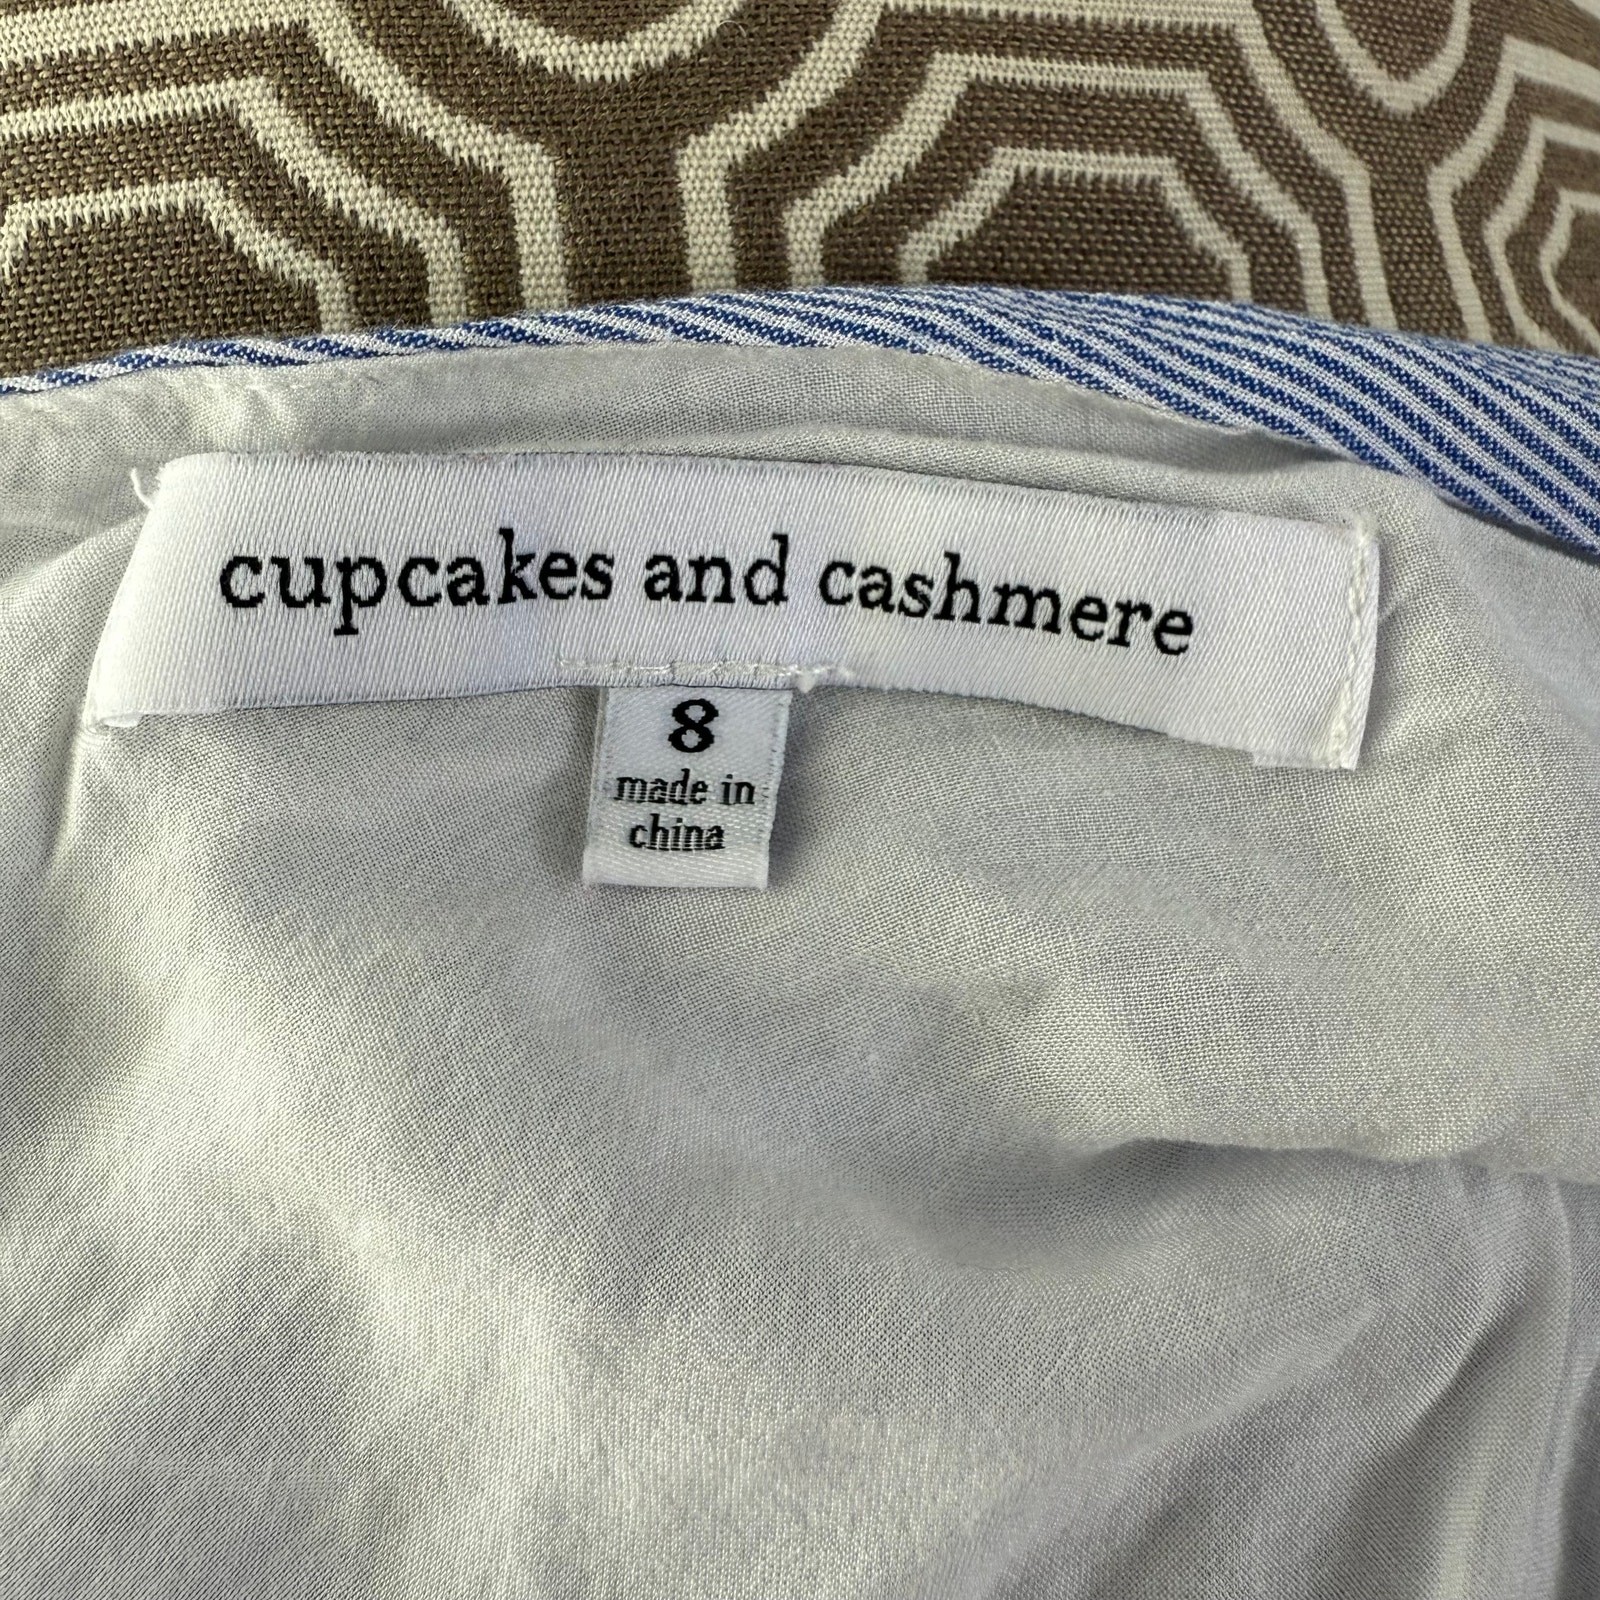 cupcakes and cashmere
8
made in
china